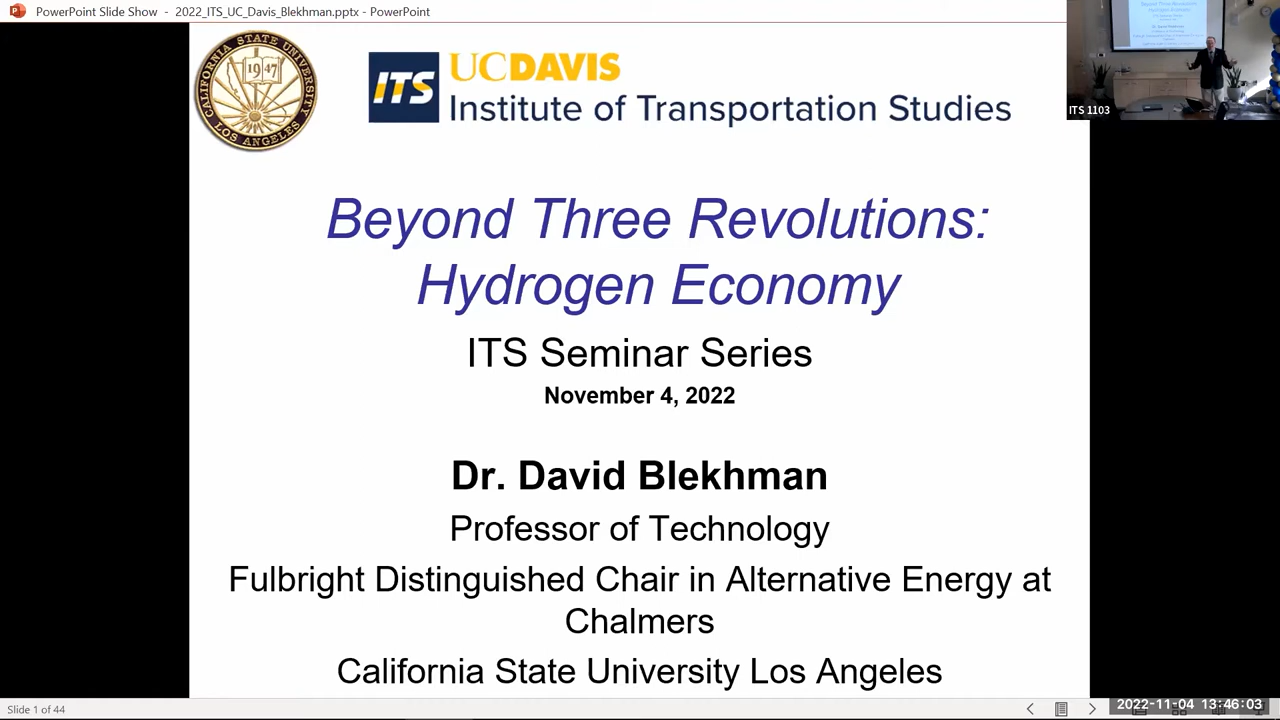 PowerPoint Slide Show - 2022_ITS_UC_Davis_Blekhman.pptx - PowerPoint
CALIFORNIA STATE UNIVERSITY
LOS ANGELES
1947
ITS
UCDAVIS
Institute of Transportation Studies
ITS 1103
Beyond Three Revolutions:
Hydrogen Economy
ITS Seminar Series
November 4, 2022
Dr. David Blekhman
Professor of Technology
Fulbright Distinguished Chair in Alternative Energy at
Chalmers
California State University Los Angeles
Slide 1 of 44
2022-11-04 13:46:03